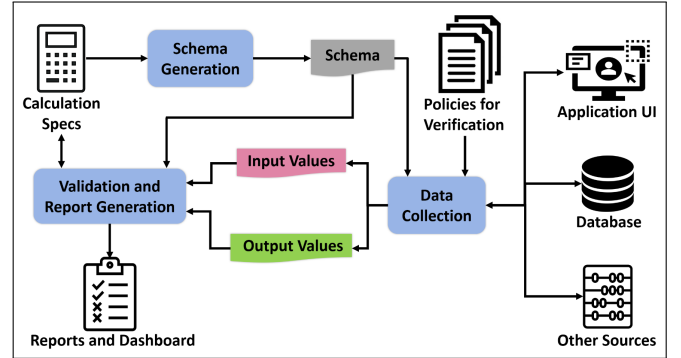 Schema
Generation
Schema
Calculation
Specs
Policies for
Verification
Application UI
Input Values
Validation and
Report Generation
Data
Collection
Output Values
Database
Reports and Dashboard
Other Sources